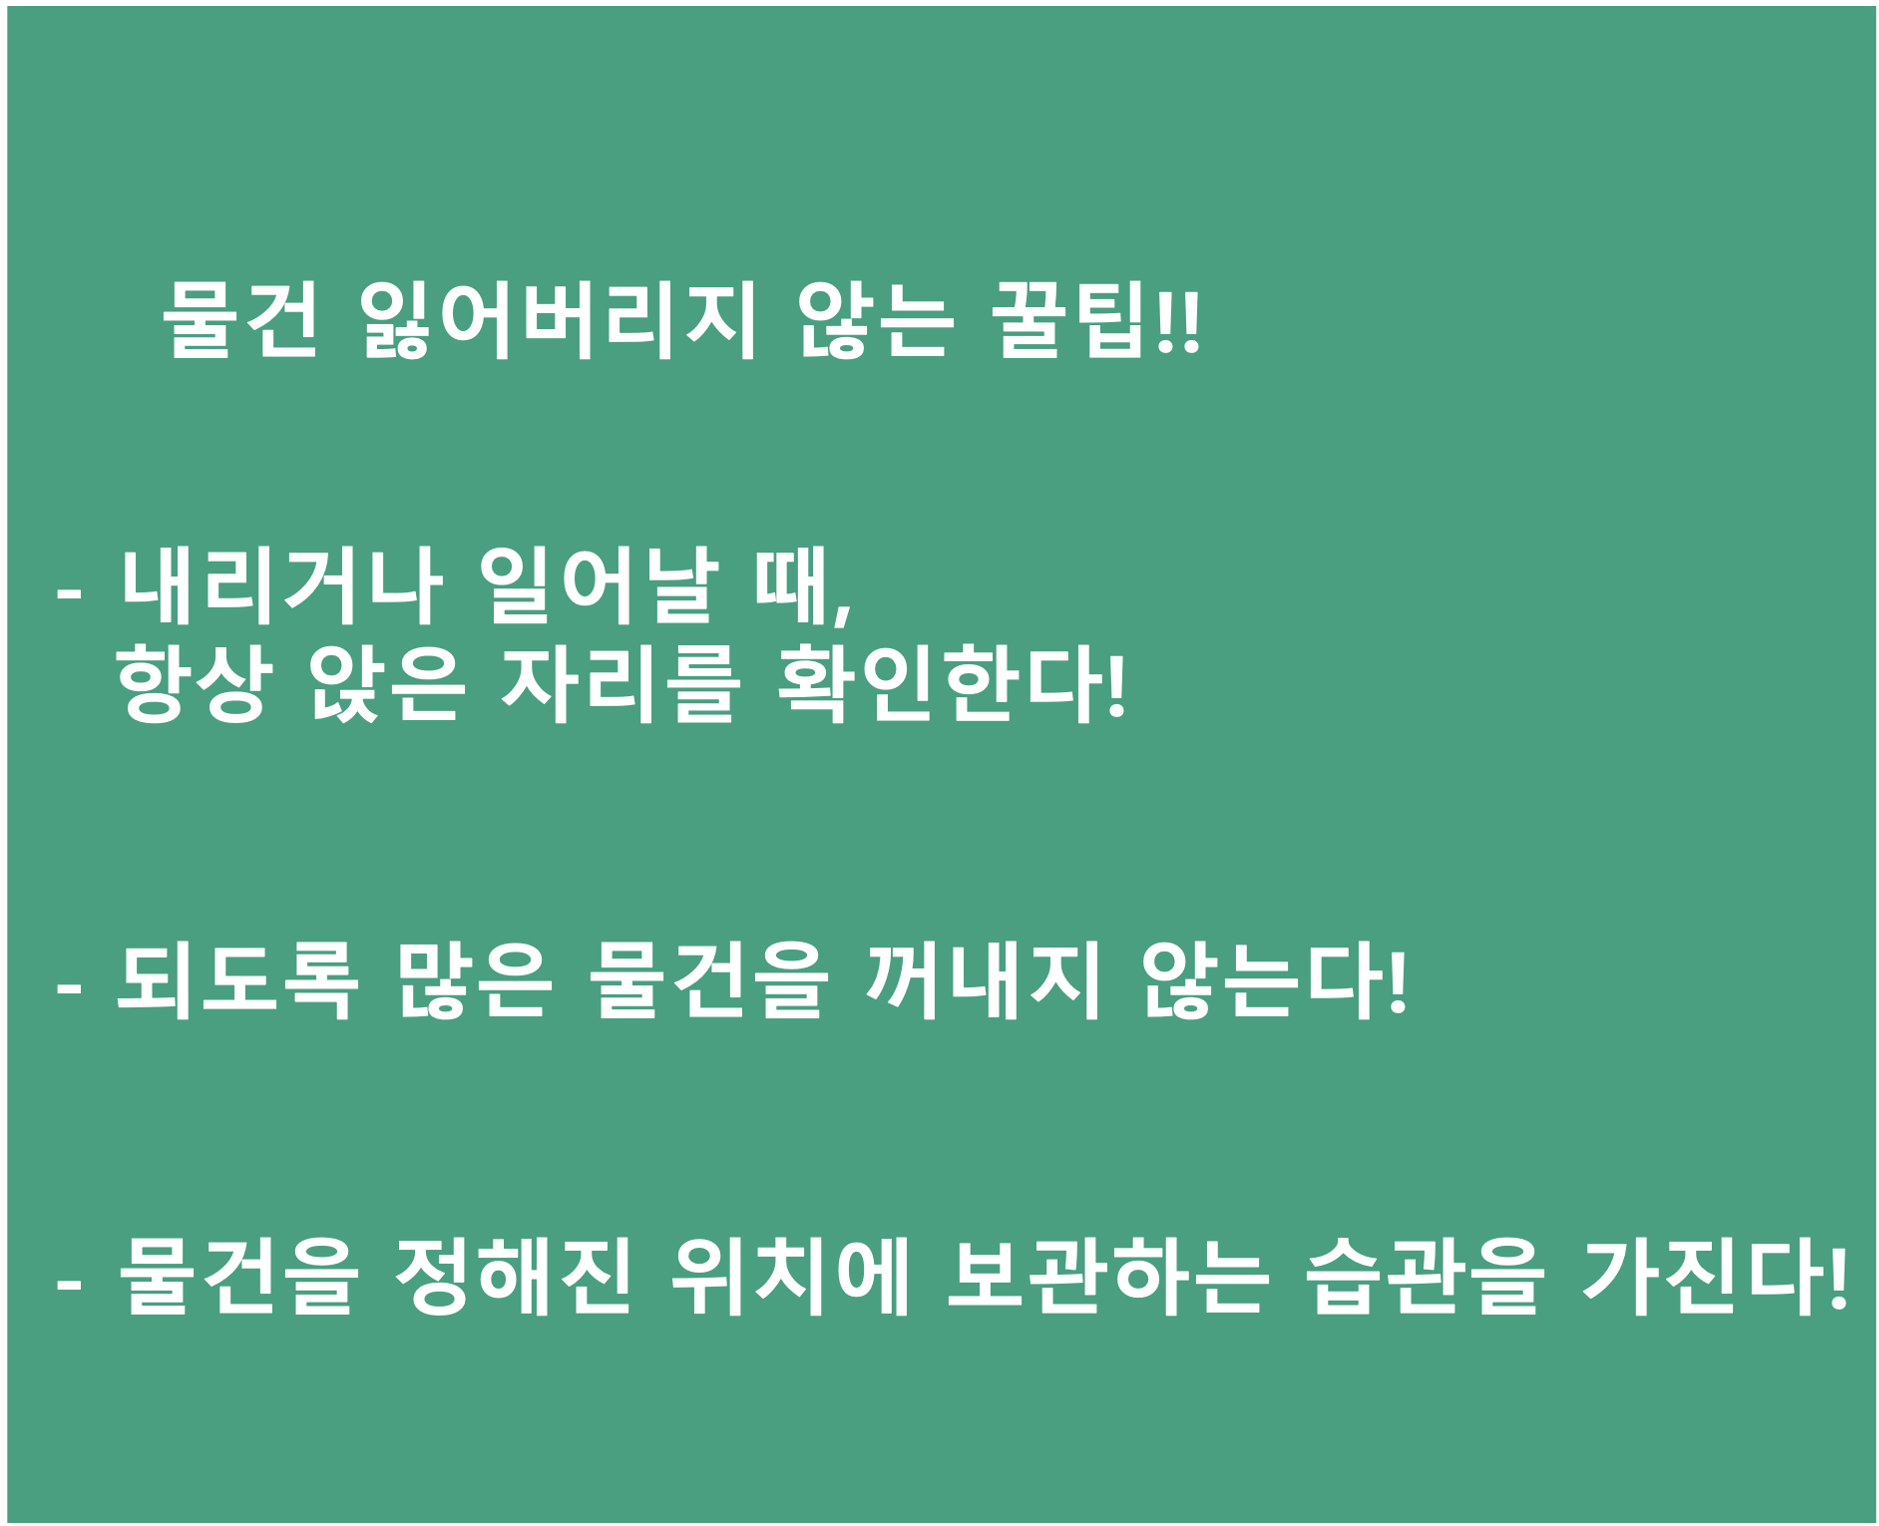 물건 잃어버리지 않는 꿀팁!!
- 내리거나 일어날 때,
항상 앉은 자리를 확인한다!
- 되도록 많은 물건을 꺼내지 않는다!
- 물건을 정해진 위치에 보관하는 습관을 가진다!